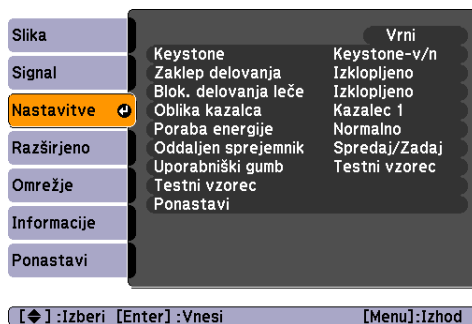 Slika
Signal
Nastavitve
Razširjeno
Omrežje
Informacije
Ponastavi
Vrni
Keystone Keystone-v/n
Zaklep delovanja Izklopljeno
Blok. delovanja leče Izklopljeno
Oblika kazalca Kazalec 1
Poraba energije Normalno
Oddaljen sprejemnik Spredaj/Zadaj
Uporabniški gumb Testni vzorec
Testni vzorec
Ponastavi
[◆]:Izberi [Enter]:Vnesi [Menu]:Izhod